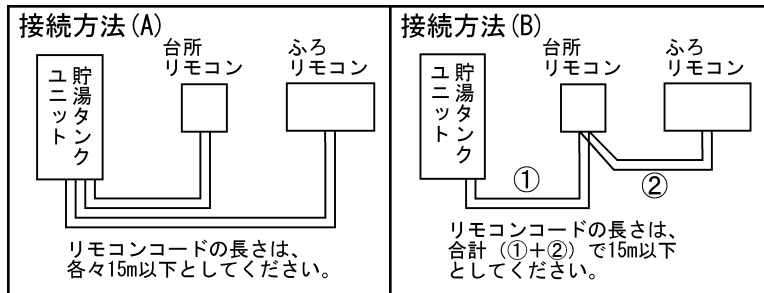 接続方法(A)
台所
リモコン
ふろ
リモコン
貯湯タンク
ユニット
リモコンコードの長さは、
各々15m以下としてください。
接続方法(B)
台所
リモコン
ふろ
リモコン
貯湯タンク
ユニット
①
②
リモコンコードの長さは、
合計（①＋②）で15m以下
としてください。